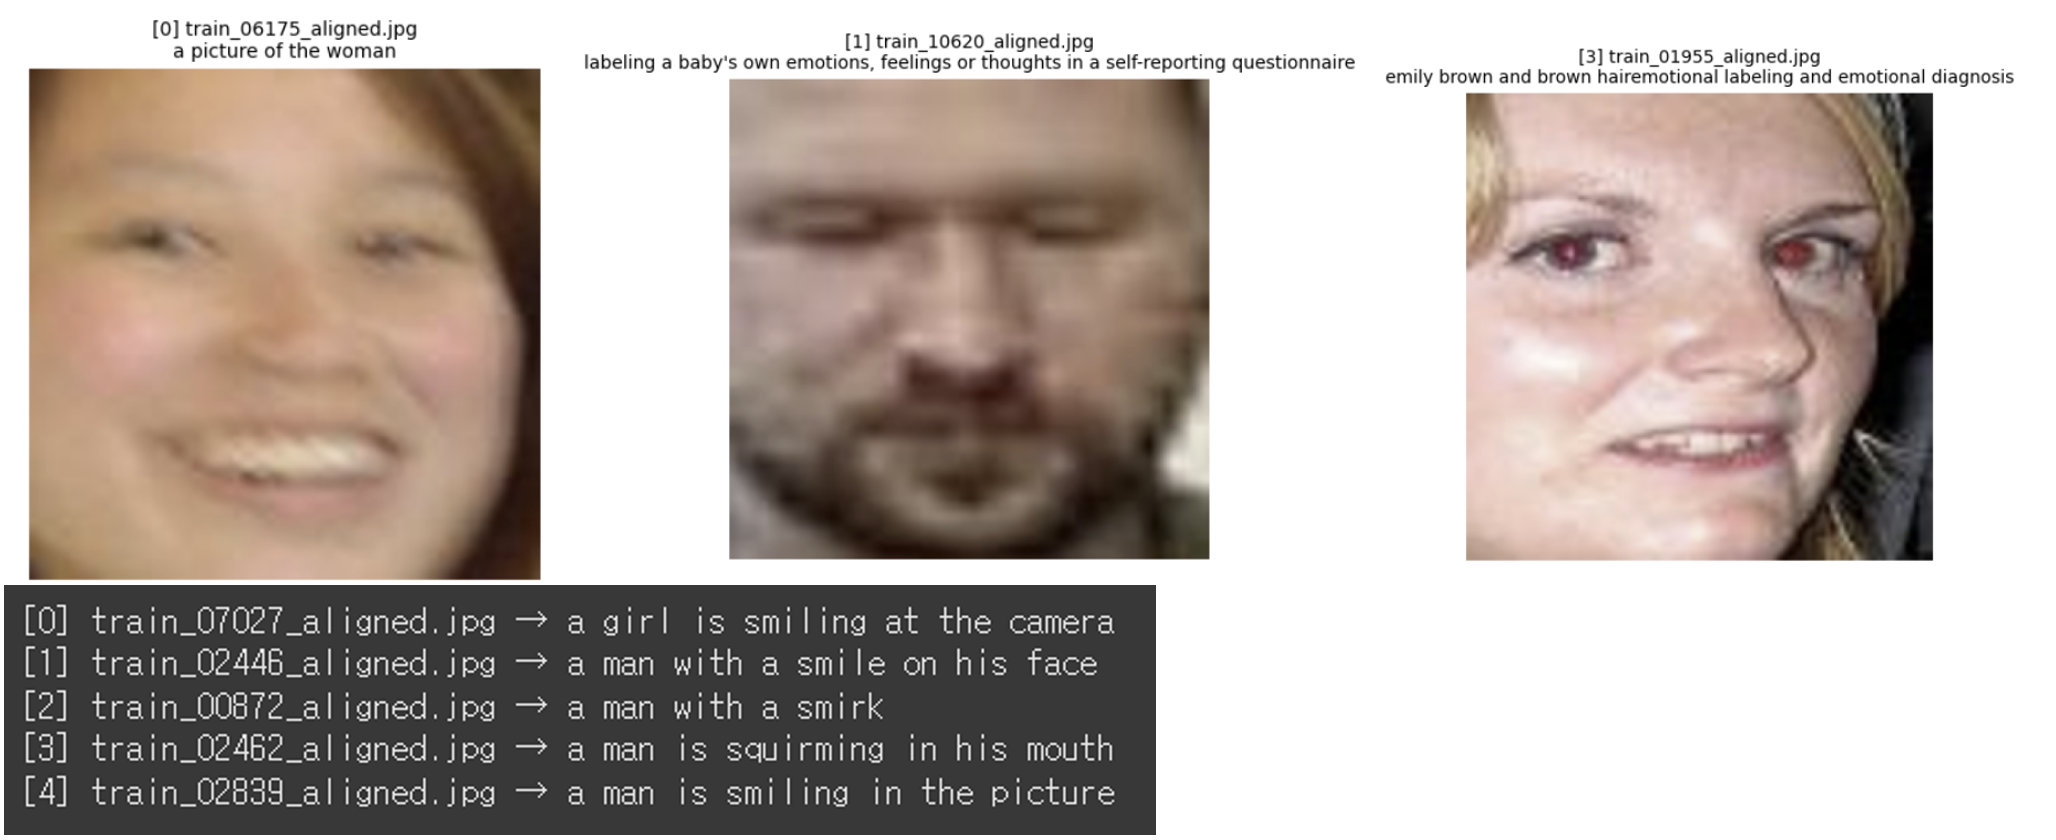 [0] train_06175_aligned.jpg
a picture of the woman
[1] train_10620_aligned.jpg
labeling a baby's own emotions, feelings or thoughts in a self-reporting questionnaire
[3] train_01955_aligned.jpg
emily brown and brown hairemotional labeling and emotional diagnosis
[0] train_07027_aligned.jpg → a girl is smiling at the camera
[1] train_02446_aligned.jpg → a man with a smile on his face
[2] train_00872_aligned.jpg → a man with a smirk
[3] train_02462_aligned.jpg → a man is squirming in his mouth
[4] train_02839_aligned.jpg → a man is smiling in the picture